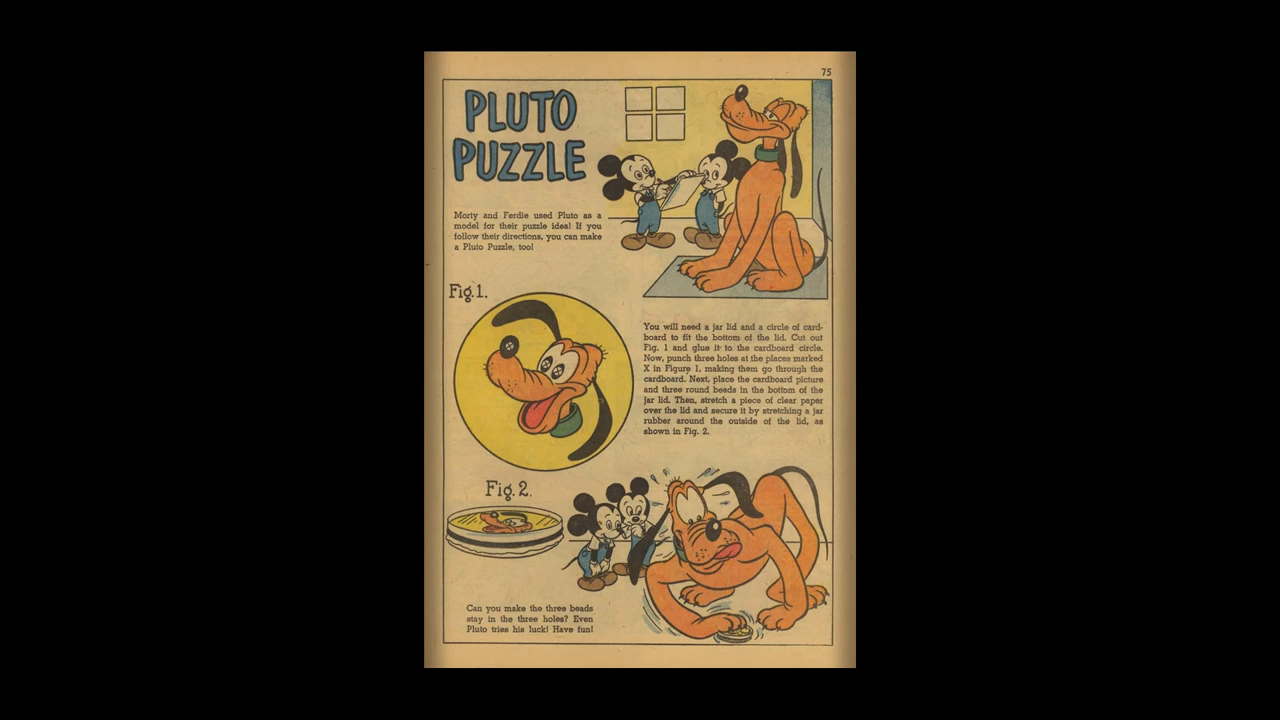 75
PLUTO
PUZZLE
Morty and Ferdie used Pluto as a
model for their puzzle idea! If you
follow their directions, you can make
a Pluto Puzzle, too!
Fig. 1.
You will need a jar lid and a circle of card-
board to fit the bottom of the lid. Cut out
Fig. 1 and glue it to the cardboard circle.
Now, punch three holes at the places marked
X in Figure 1, making them go through the
cardboard. Next, place the cardboard picture
and three round beads in the bottom of the
jar lid. Then, stretch a piece of clear paper
over the lid and secure it by stretching a jar
rubber around the outside of the lid, as
shown in Fig. 2.
Fig. 2.
Can you make the three beads
stay in the three holes? Even
Pluto tries his luck! Have fun!